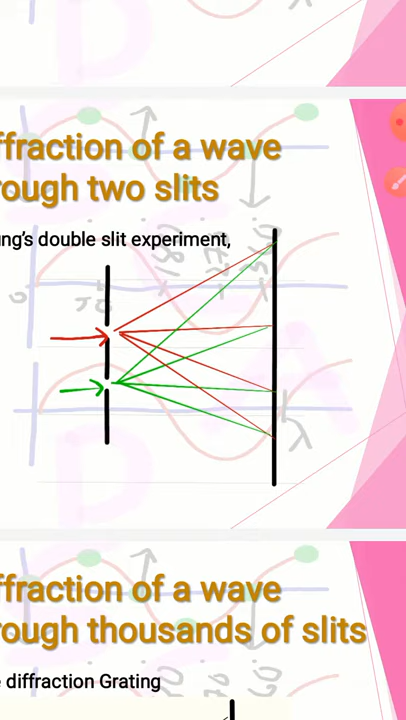 ffraction of a wave
rough two slits
ng's double slit experiment,
ffraction of a wave
rough thousands of slits
e diffraction Grating